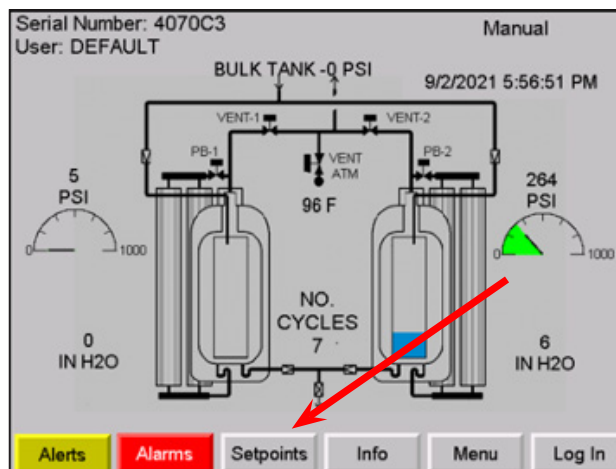 Serial Number: 4070C3
Manual
User: DEFAULT
BULK TANK -0 PSI
9/2/2021 5:56:51 PM
VENT-1
VENT-2
PB-1
VENT
ATM
PB-2
5
PSI
96 F
264
PSI
0
1000
0
1000
NO.
CYCLES
7
0
IN H2O
6
IN H2O
Alerts
Alarms
Setpoints
Info
Menu
Log In